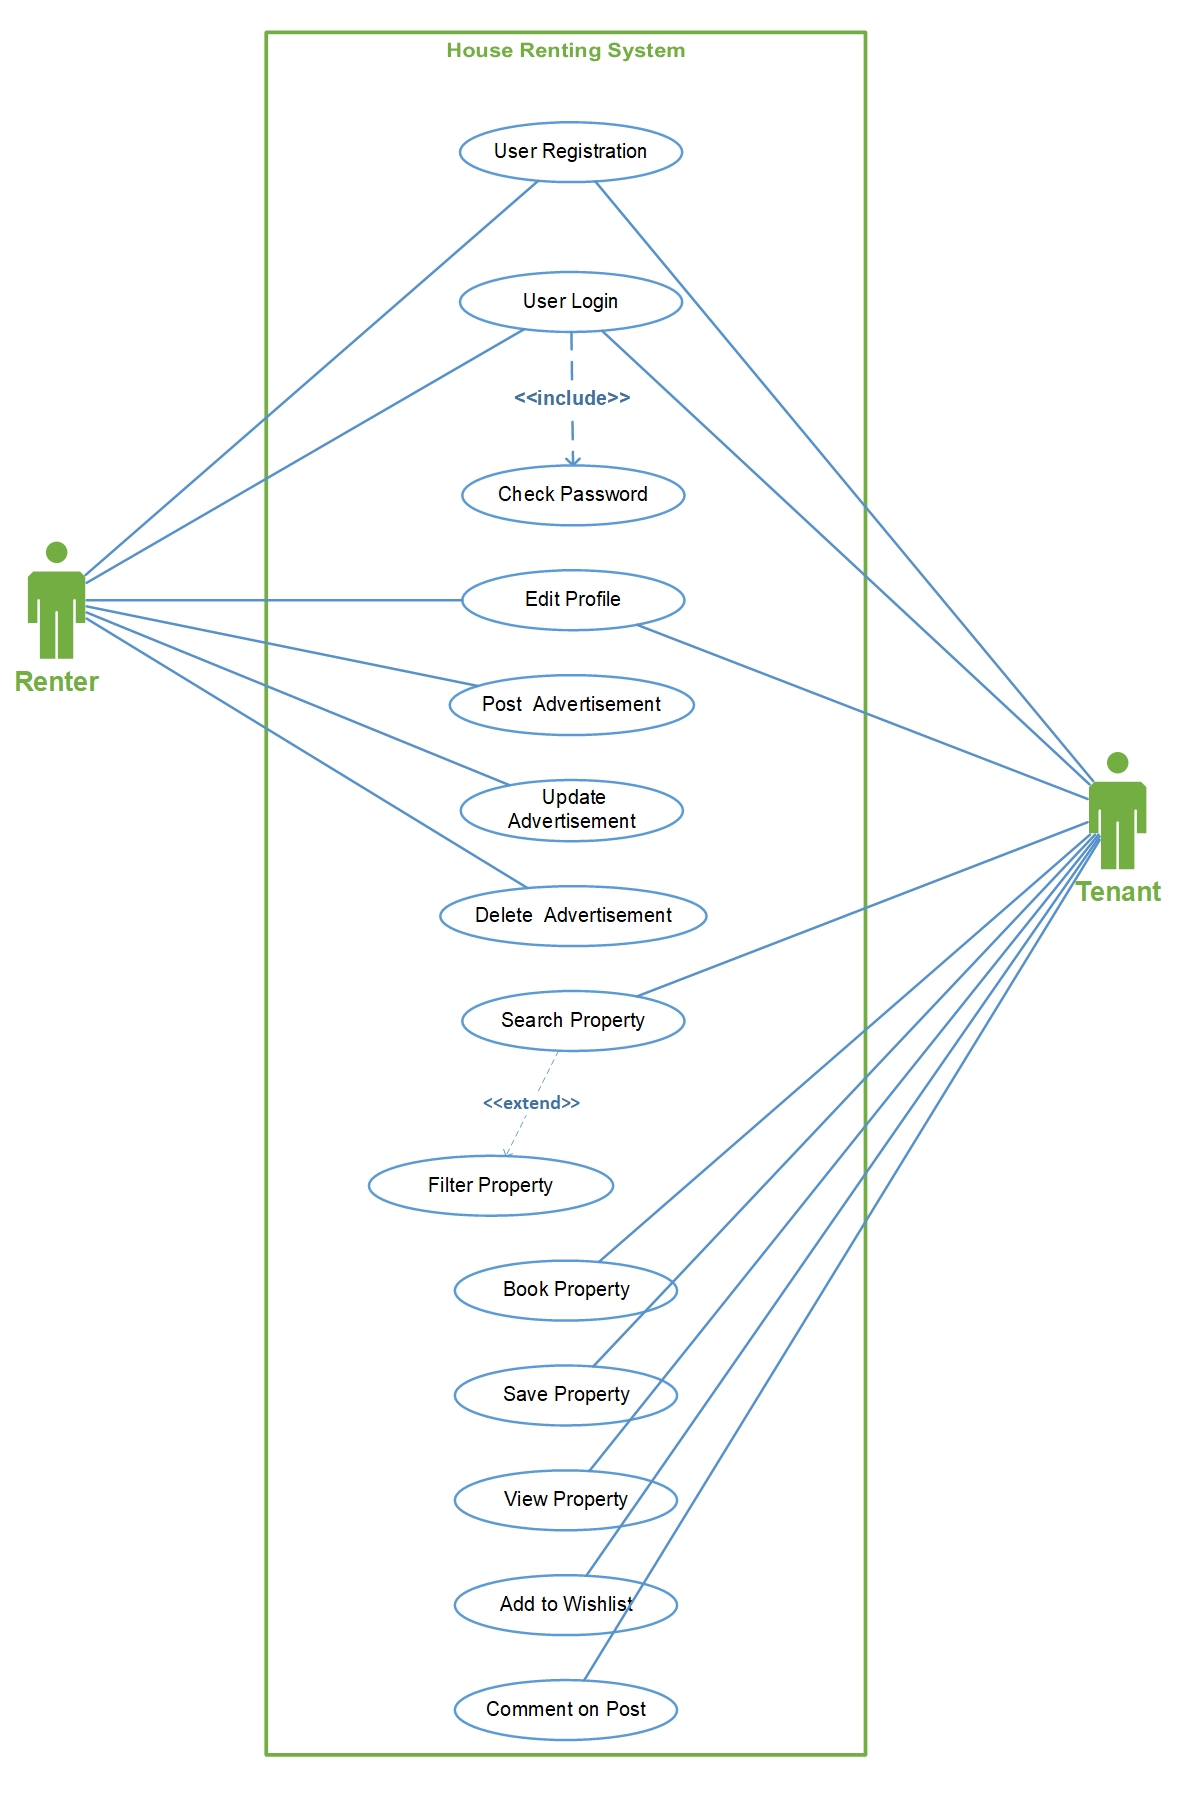 House Renting System
User Registration
User Login
<<include>>
Check Password
Edit Profile
Renter
Post  Advertisement
Update
Advertisement
Tenant
Delete  Advertisement
Search Property
<<extend>>
Filter Property
Book Property
Save Property
View Property
Add to Wishlist
Comment on Post